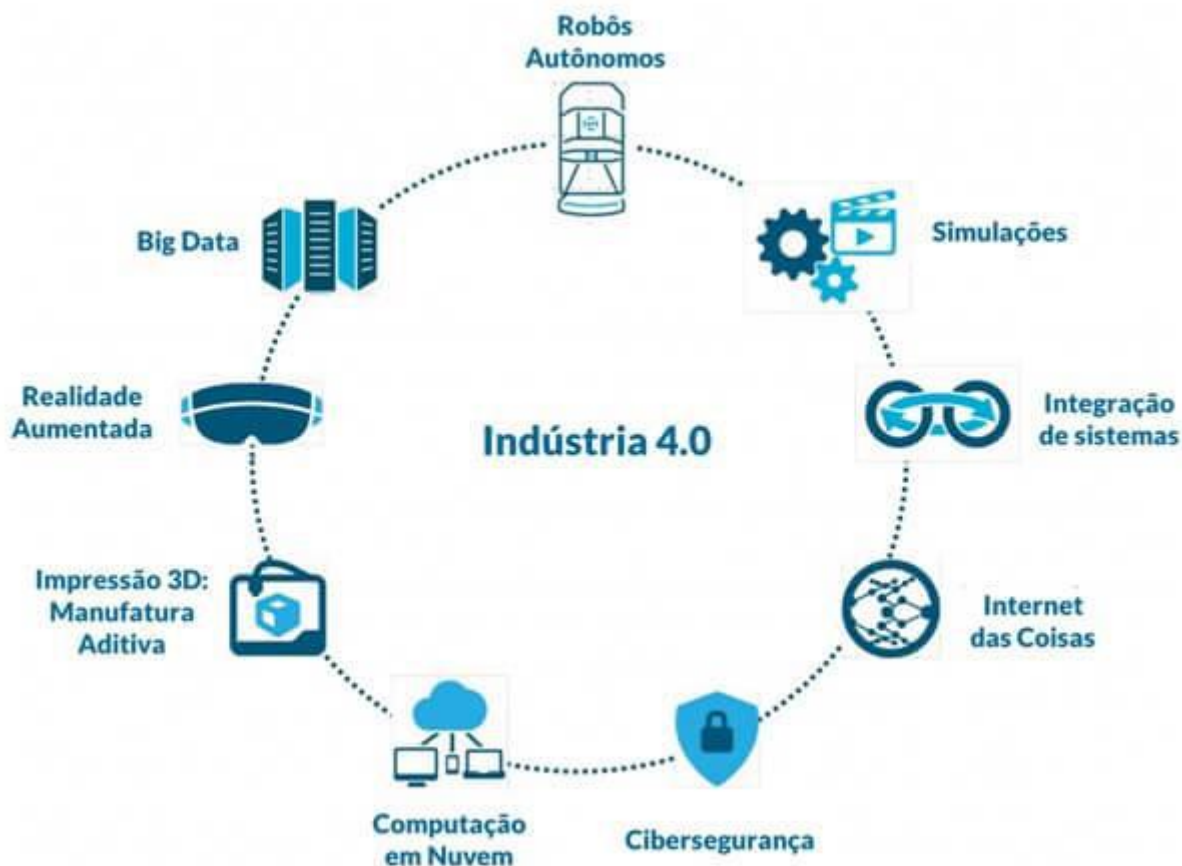 Robôs
Autônomos
Big Data
Simulações
Realidade
Aumentada
Indústria 4.0
Integração
de sistemas
Impressão 3D:
Manufatura
Aditiva
Internet
das Coisas
Computação
em Nuvem
Cibersegurança